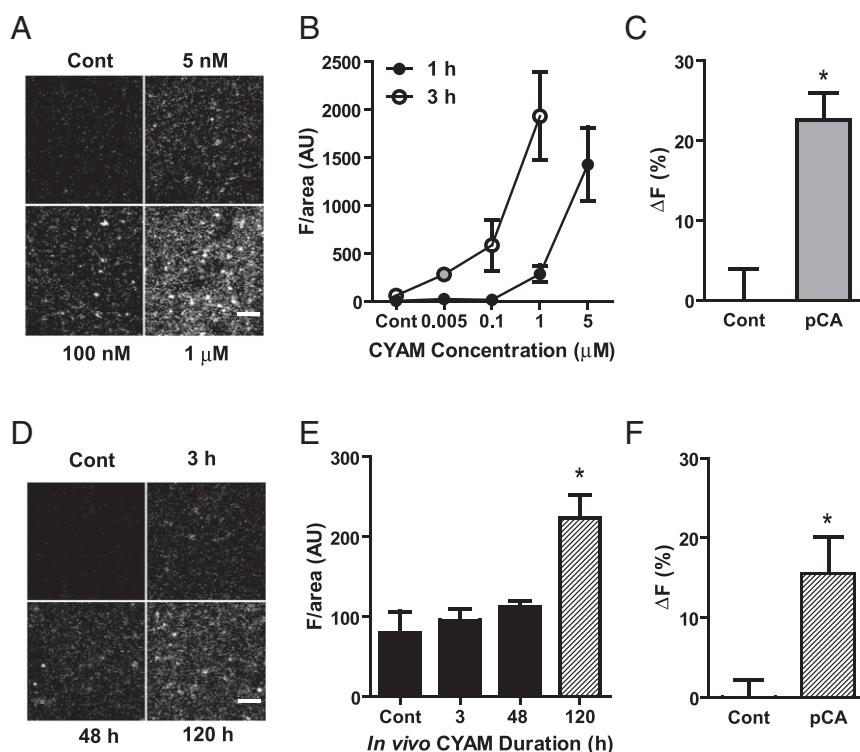 A
Cont 5 nM
100 nM 1 μM
B
2500
2000
1500
1000
500
0
F/area (AU)
1 h
3 h
Cont 0.005 0.1 1 5
CYAM Concentration (μM)
C
30
20
10
0
ΔF (%)
*
Cont pCA
D
Cont 3 h
48 h 120 h
E
300
200
100
0
F/area (AU)
*
Cont 3 48 120
In vivo CYAM Duration (h)
F
30
20
10
0
ΔF (%)
*
Cont pCA